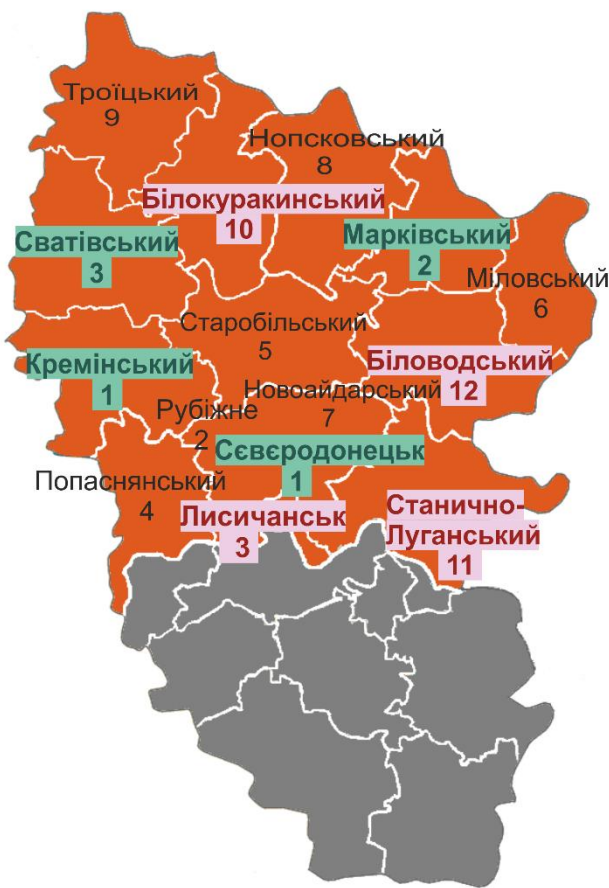 Троїцький
9
Нопсковський
8
Білокуракинський
10
Сватівський
3
Марківський
2
Міловський
6
Старобільський
5
Кремінський
1
Біловодський
12
Новоайдарський
7
Рубіжне
2
Сєвєродонецьк
1
Попаснянський
4
Лисичанськ
3
Станично-
Луганський
11